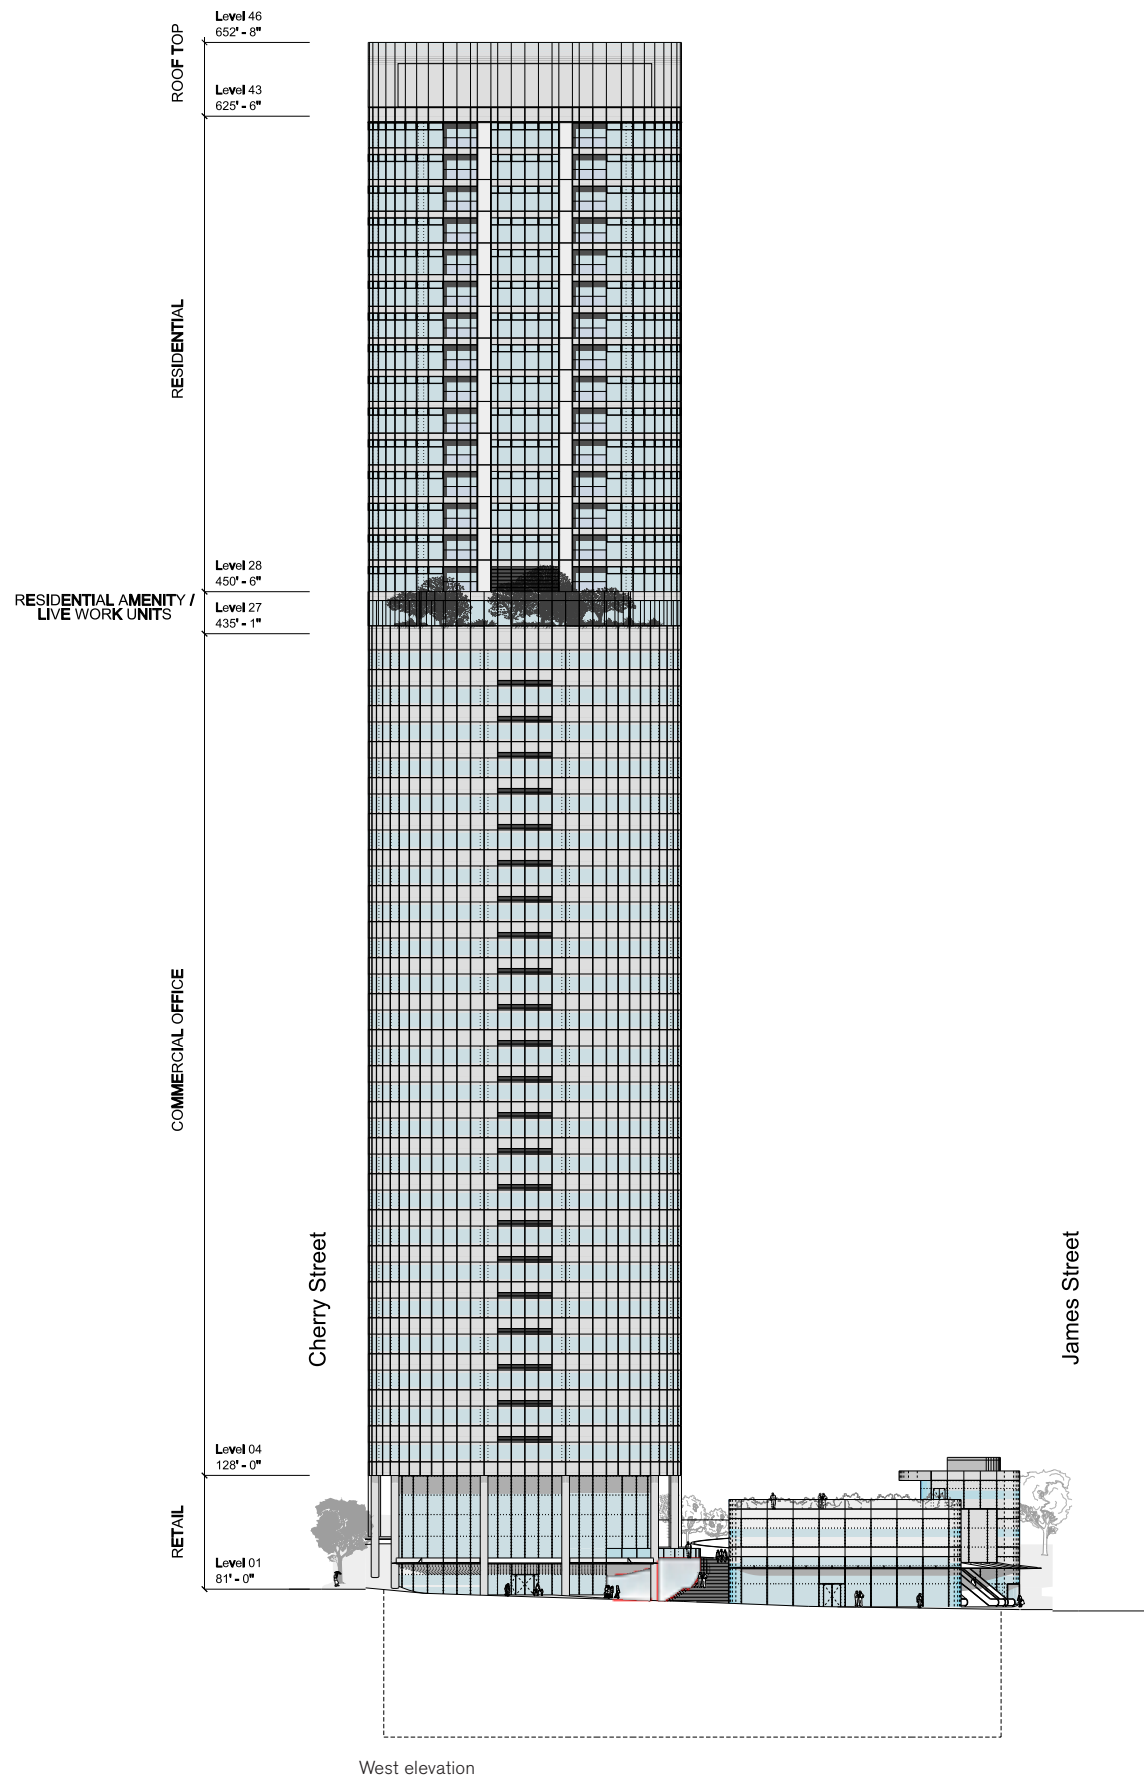 Level 46
652' - 8"
ROOF TOP
Level 43
625' - 6"
RESIDENTIAL
Level 28
450' - 6"
RESIDENTIAL AMENITY /
LIVE WORK UNITS
Level 27
435' - 1"
COMMERCIAL OFFICE
Cherry Street
James Street
Level 04
128' - 0"
RETAIL
Level 01
81' - 0"
West elevation